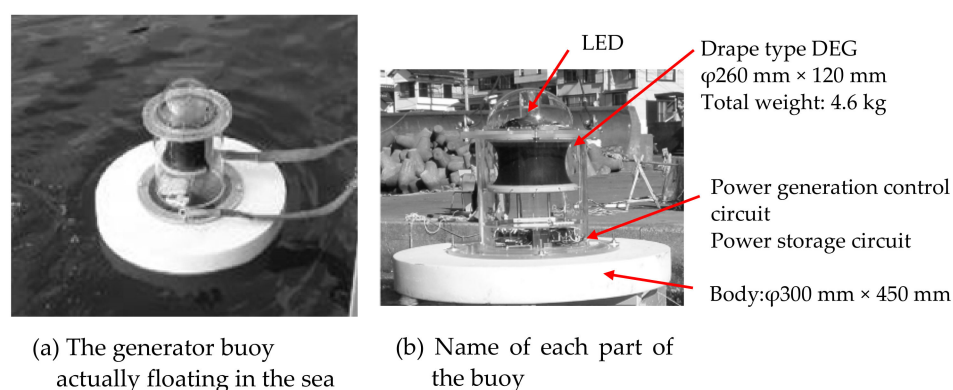 LED
Drape type DEG
φ260 mm × 120 mm
Total weight: 4.6 kg
Power generation control
circuit
Power storage circuit
Body:φ300 mm × 450 mm
(a) The generator buoy
actually floating in the sea
(b) Name of each part of
the buoy